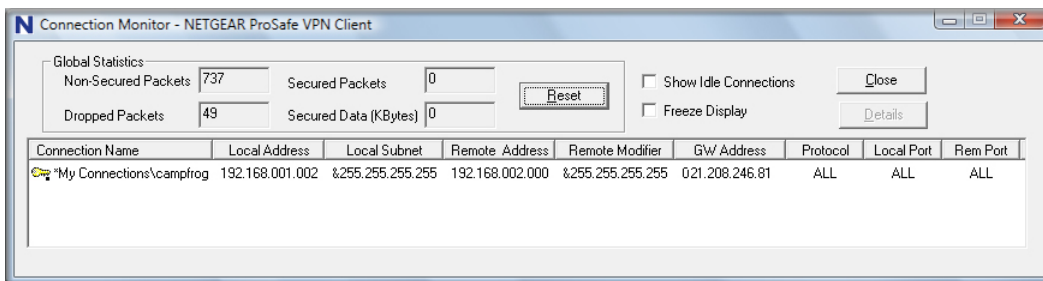 N Connection Monitor - NETGEAR ProSafe VPN Client
Global Statistics
Non-Secured Packets 737 Secured Packets 0 Reset Show Idle Connections Close
Dropped Packets 49 Secured Data (KBytes) 0 Freeze Display Details
Connection Name Local Address Local Subnet Remote Address Remote Modifier GW Address Protocol Local Port Rem Port
*My Connections\campfrog 192.168.001.002 &255.255.255.255 192.168.002.000 &255.255.255.255 021.208.246.81 ALL ALL ALL